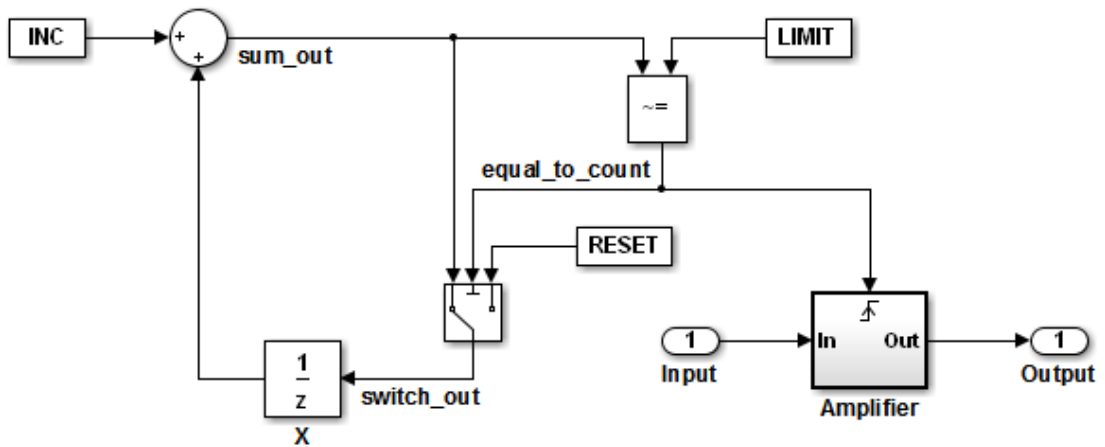 INC
+
+
sum_out
LIMIT
~=
equal_to_count
RESET
1
Input
In
Out
Amplifier
1
Output
1
z
X
switch_out